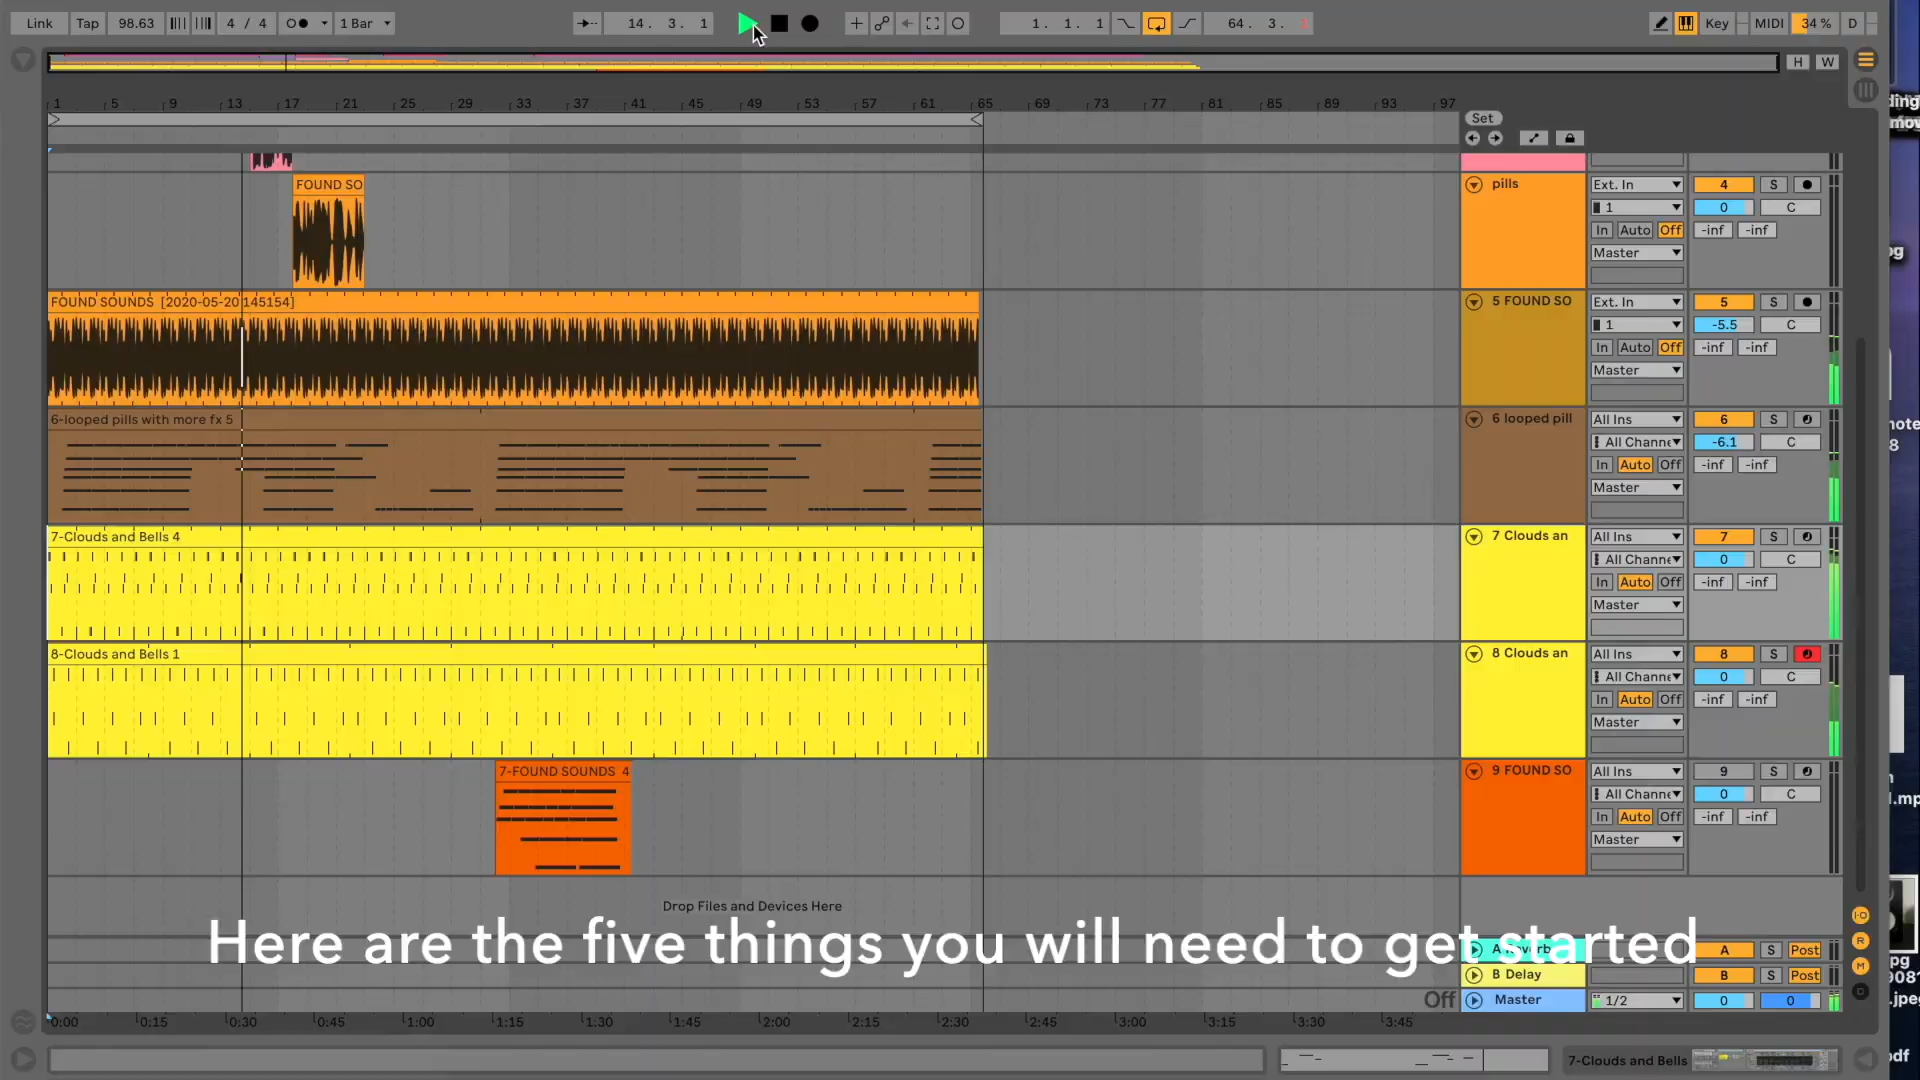 Link Tap 98.63 4 / 4 1 Bar 14. 3. 1 1. 1. 1 64. 3. 1 Key MIDI 34 % D
H W
1 5 9 13 17 21 25 29 33 37 41 45 49 53 57 61 65 69 73 77 81 85 89 93 97
Set
FOUND SO
pills Ext. In 4 S
1 0 C
In Auto Off -inf -inf
Master
FOUND SOUNDS [2020-05-20 145154]
5 FOUND SO Ext. In 5 S
1 -5.5 C
In Auto Off -inf -inf
Master
6-looped pills with more fx 5
6 looped pill All Ins 6 S
All Channe -6.1 C
In Auto Off -inf -inf
Master
7-Clouds and Bells 4
7 Clouds an All Ins 7 S
All Channe 0 C
In Auto Off -inf -inf
Master
8-Clouds and Bells 1
8 Clouds an All Ins 8 S
All Channe 0 C
In Auto Off -inf -inf
Master
7-FOUND SOUNDS 4
9 FOUND SO All Ins 9 S
All Channe 0 C
In Auto Off -inf -inf
Master
Drop Files and Devices Here
Here are the five things you will need to get started
A Reverb A S Post
B Delay B S Post
Off Master 1/2 0 0
0:00 0:15 0:30 0:45 1:00 1:15 1:30 1:45 2:00 2:15 2:30 2:45 3:00 3:15 3:30 3:45
7-Clouds and Bells